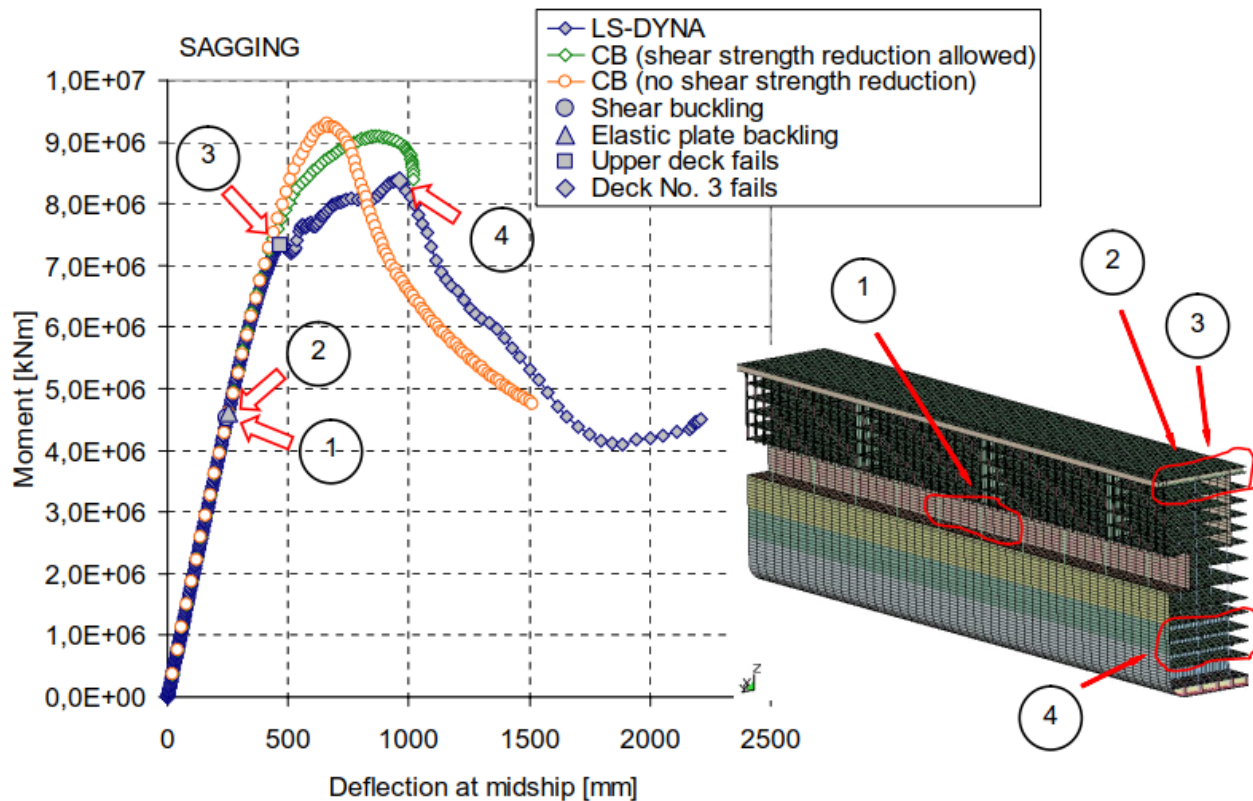 SAGGING
LS-DYNA
CB (shear strength reduction allowed)
CB (no shear strength reduction)
Shear buckling
Elastic plate backling
Upper deck fails
Deck No. 3 fails
1,0E+07
9,0E+06
8,0E+06
7,0E+06
6,0E+06
5,0E+06
4,0E+06
3,0E+06
2,0E+06
1,0E+06
0,0E+00
Moment [kNm]
0 500 1000 1500 2000 2500
Deflection at midship [mm]
3
4
2
1
1
2
3
4
Z
Y X